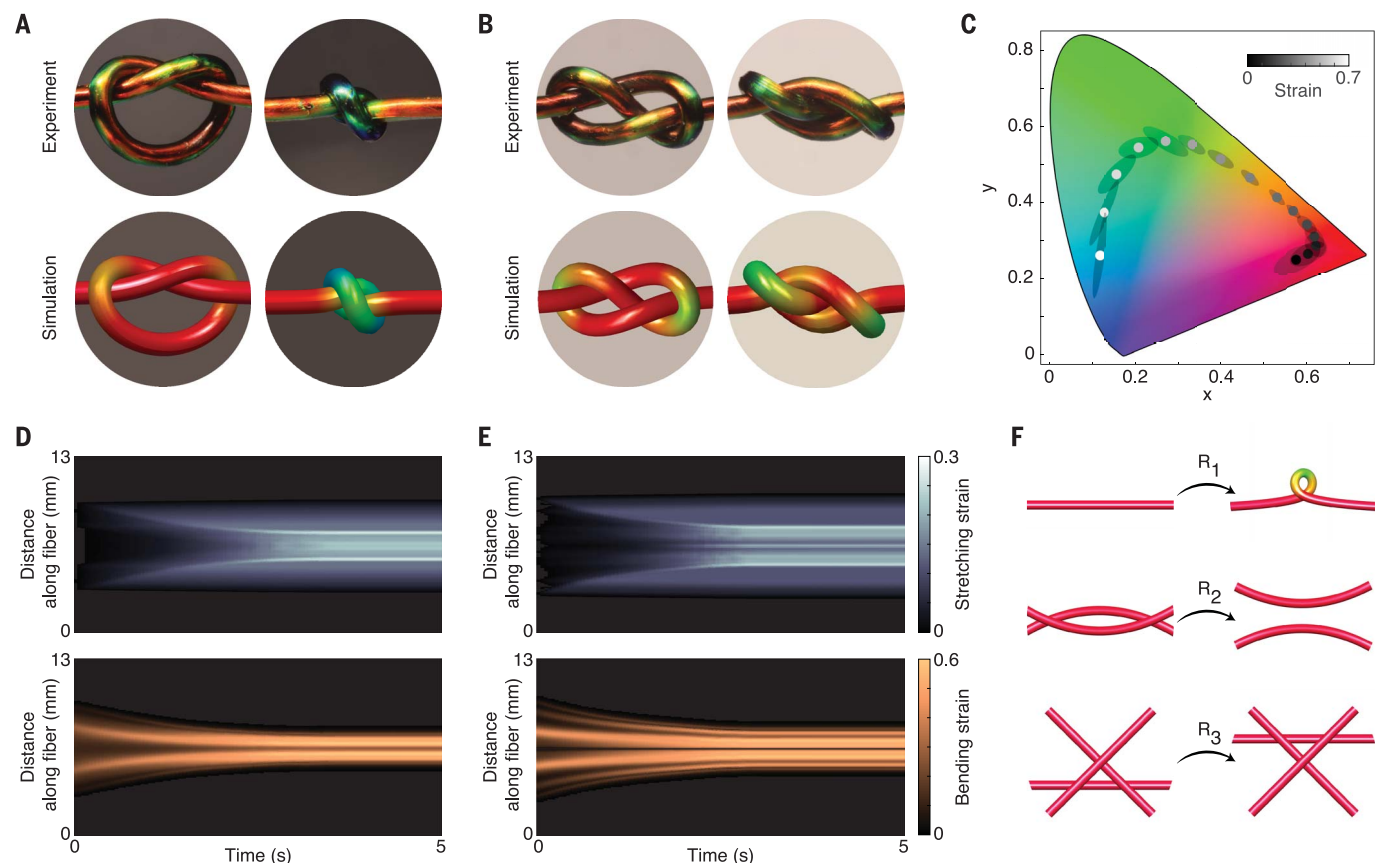 A
Experiment
Simulation
B
Experiment
Simulation
C
0.8
0.6
y
0.4
0.2
0
0
0.2
0.4
0.6
x
0
0.7
Strain
D
13
Distance
along fiber (mm)
0
13
Distance
along fiber (mm)
0
0
Time (s)
5
E
13
Distance
along fiber (mm)
0
0.3
Stretching strain
0
13
Distance
along fiber (mm)
0
0.6
Bending strain
0
0
Time (s)
5
F
R1
R2
R3